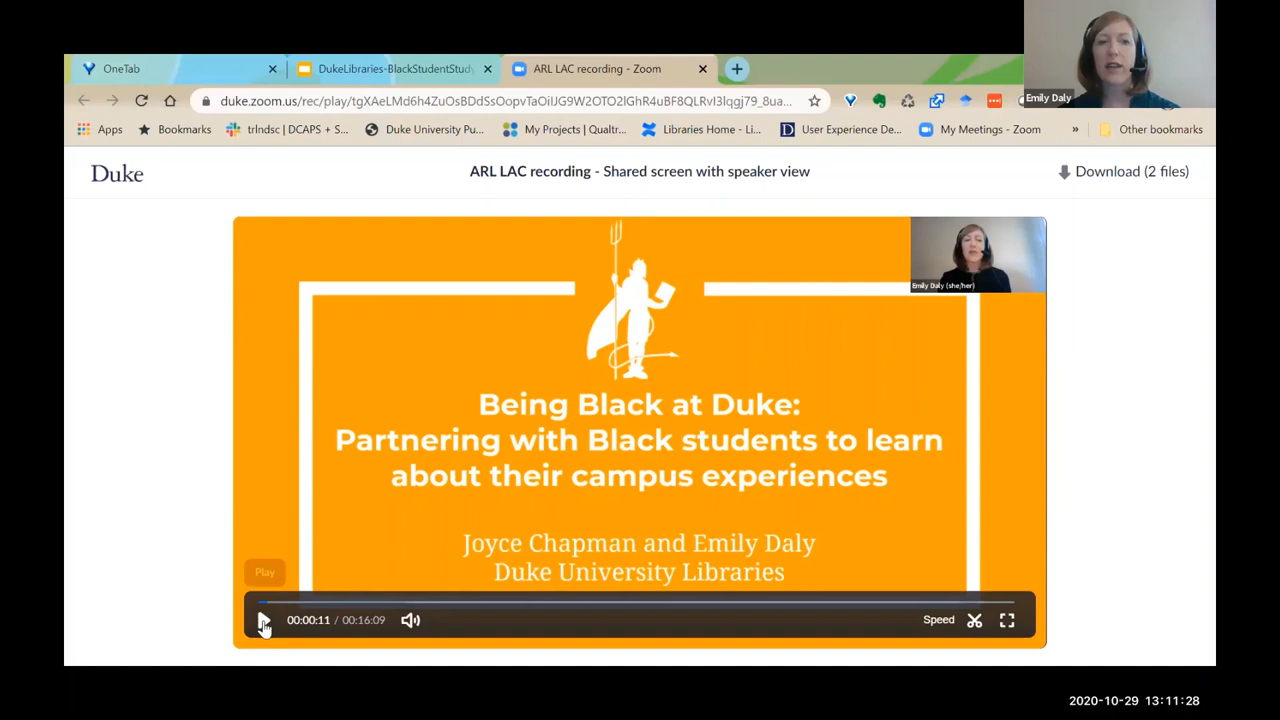 OneTab
DukeLibraries-BlackStudentStudy
ARL LAC recording - Zoom
Emily Daly
duke.zoom.us/rec/play/tgXAeLMd6h4ZuOsBDdSsOopvTaOiIJG9W2OTO2lGhR4uBF8QLRvI3lqgj79_8ua...
Apps
Bookmarks
trlndsc | DCAPS + S...
Duke University Pu...
My Projects | Qualtr...
Libraries Home - Li...
User Experience De...
My Meetings - Zoom
»
Other bookmarks
Duke
ARL LAC recording - Shared screen with speaker view
Download (2 files)
Emily Daly (she/her)
Being Black at Duke:
Partnering with Black students to learn
about their campus experiences
Joyce Chapman and Emily Daly
Duke University Libraries
Play
00:00:11 / 00:16:09
Speed
2020-10-29 13:11:28